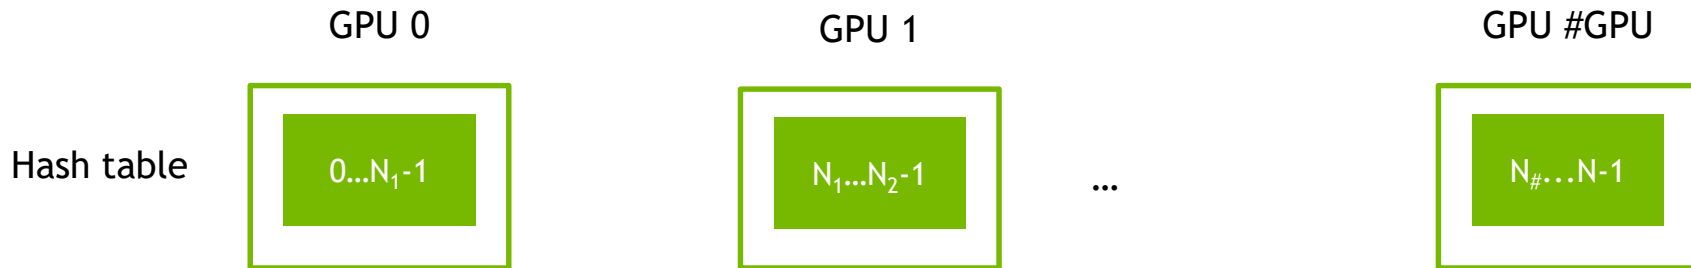 GPU 0
GPU 1
GPU #GPU
Hash table
0...N₁-1
N₁...N₂-1
...
N#...N-1